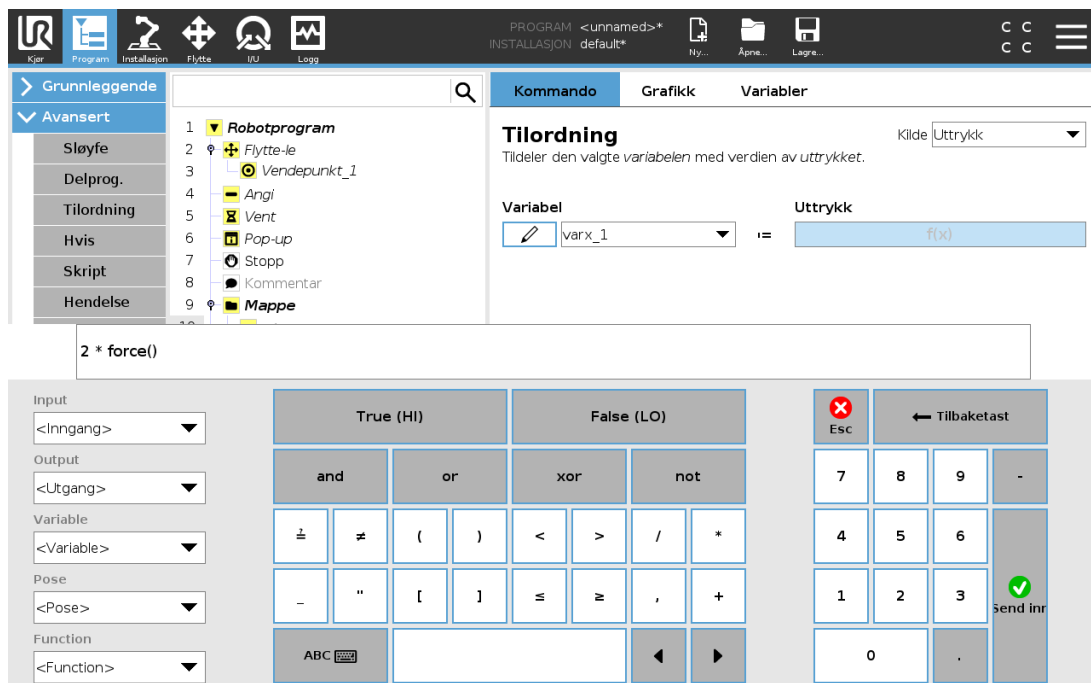 PROGRAM <unnamed>*
INSTALLASJON default*
C C
C C
Kjør Program Installasjon Flytte I/U Logg Ny... Åpne... Lagre...
Grunnleggende
Avansert
Sløyfe
Delprog.
Tilordning
Hvis
Skript
Hendelse
1 Robotprogram
2 Flytte-le
3 Vendepunkt_1
4 Angi
5 Vent
6 Pop-up
7 Stopp
8 Kommentar
9 Mappe
Kommando Grafikk Variabler
Tilordning
Kilde Uttrykk
Tildeler den valgte variabelen med verdien av uttrykket.
Variabel Uttrykk
varx_1 := f(x)
2 * force()
Input
<Inngang>
Output
<Utgang>
Variable
<Variable>
Pose
<Pose>
Function
<Function>
True (HI) False (LO)
and or xor not
≟ ≠ ( ) < > / *
_ " [ ] ≤ ≥ , +
ABC
Esc Tilbaketast
7 8 9 -
4 5 6
1 2 3 Send inn
0 .